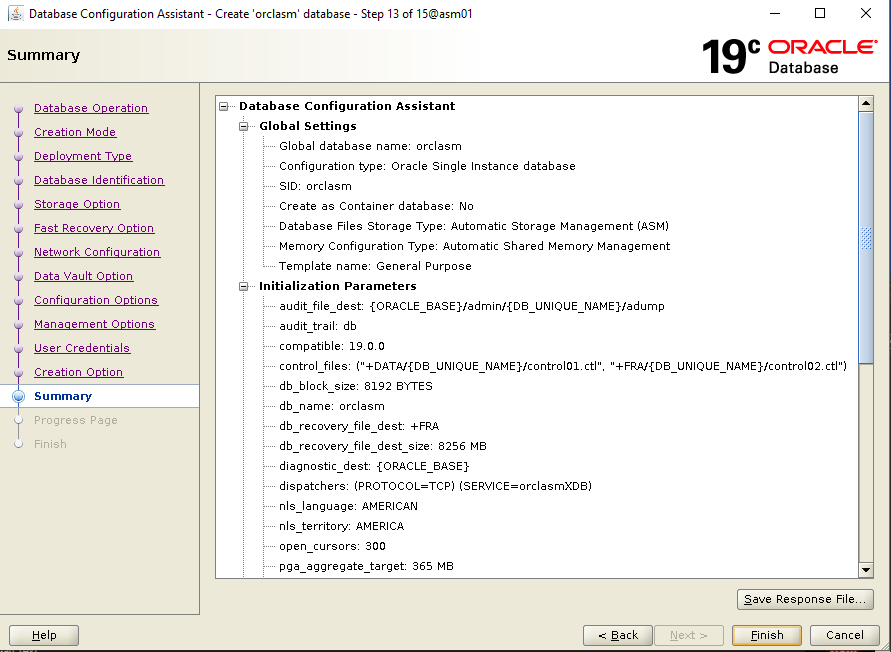 Database Configuration Assistant - Create 'orclasm' database - Step 13 of 15@asm01
Summary
19c ORACLE
Database
Database Operation
Creation Mode
Deployment Type
Database Identification
Storage Option
Fast Recovery Option
Network Configuration
Data Vault Option
Configuration Options
Management Options
User Credentials
Creation Option
Summary
Progress Page
Finish
Database Configuration Assistant
Global Settings
Global database name: orclasm
Configuration type: Oracle Single Instance database
SID: orclasm
Create as Container database: No
Database Files Storage Type: Automatic Storage Management (ASM)
Memory Configuration Type: Automatic Shared Memory Management
Template name: General Purpose
Initialization Parameters
audit_file_dest: {ORACLE_BASE}/admin/{DB_UNIQUE_NAME}/adump
audit_trail: db
compatible: 19.0.0
control_files: ("+DATA/{DB_UNIQUE_NAME}/control01.ctl", "+FRA/{DB_UNIQUE_NAME}/control02.ctl")
db_block_size: 8192 BYTES
db_name: orclasm
db_recovery_file_dest: +FRA
db_recovery_file_dest_size: 8256 MB
diagnostic_dest: {ORACLE_BASE}
dispatchers: (PROTOCOL=TCP) (SERVICE=orclasmXDB)
nls_language: AMERICAN
nls_territory: AMERICA
open_cursors: 300
pga_aggregate_target: 365 MB
Save Response File...
Help
< Back
Next >
Finish
Cancel